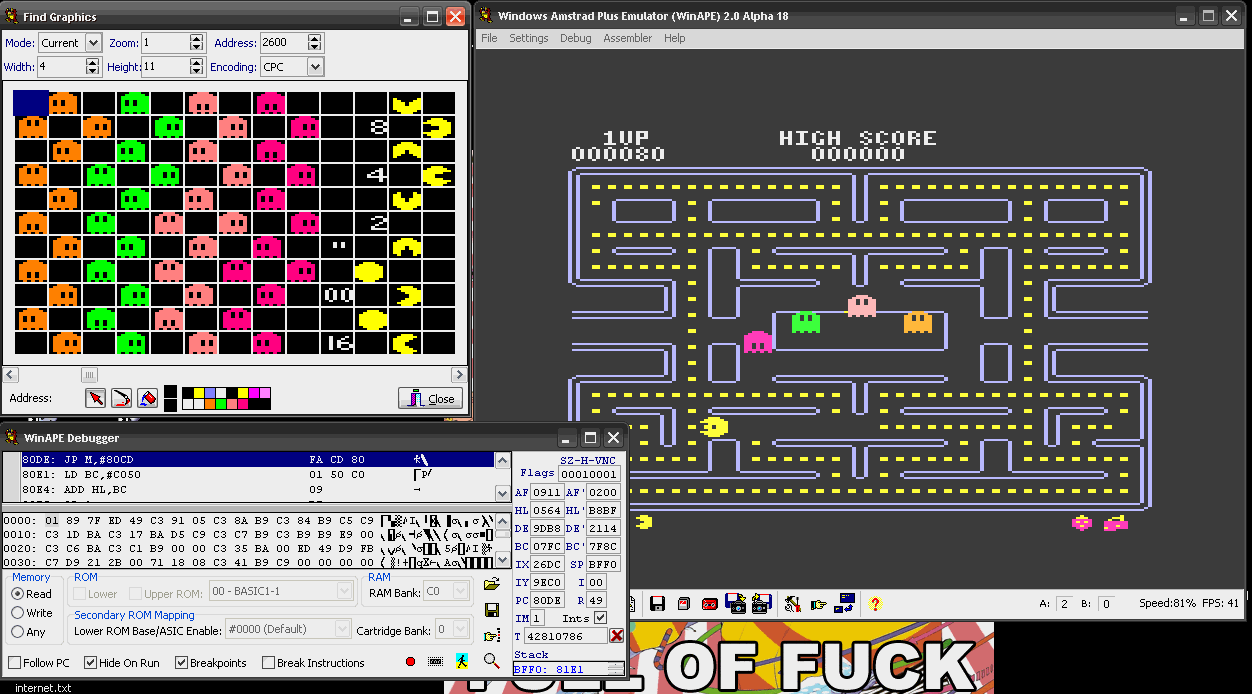 Find Graphics
Mode: Current Zoom: 1 Address: 2600
Width: 4 Height: 11 Encoding: CPC
8
4
2
"
00
16
Address:
Close
Windows Amstrad Plus Emulator (WinAPE) 2.0 Alpha 18
File Settings Debug Assembler Help
1UP HIGH SCORE
000080 000000
A: 2 B: 0 Speed:81% FPS: 41
WinAPE Debugger
80DE: JP M,#80CD FA CD 80
80E1: LD BC,#C050 01 50 C0
80E4: ADD HL,BC 09
0000: 01 89 7F ED 49 C3 91 05 C3 8A B9 C3 84 B9 C5 C9
0010: C3 1D BA C3 17 BA D5 C9 C3 C7 B9 C3 B9 B9 E9 00
0020: C3 C6 BA C3 C1 B9 00 00 C3 35 BA 00 ED 49 D9 FB
0030: C7 D9 21 2B 00 71 18 08 C3 41 B9 C9 00 00 00 00
SZ-H-VNC
Flags 00010001
AF 0911 AF' 0200
HL 0564 HL' B8BF
DE 9DB8 DE' 2114
BC 07FC BC' 7F8C
IX 26DC SP BFF0
IY 9EC0 I 00
PC 80DE R 49
IM 1 Ints
T 42810786
Stack
BFF0: 81E1
Memory
Read
Write
Any
ROM
Lower Upper ROM: 00 - BASIC1-1
RAM
RAM Bank: C0
Secondary ROM Mapping
Lower ROM Base/ASIC Enable: #0000 (Default) Cartridge Bank: 0
Follow PC Hide On Run Breakpoints Break Instructions
internet.txt
OF FUCK